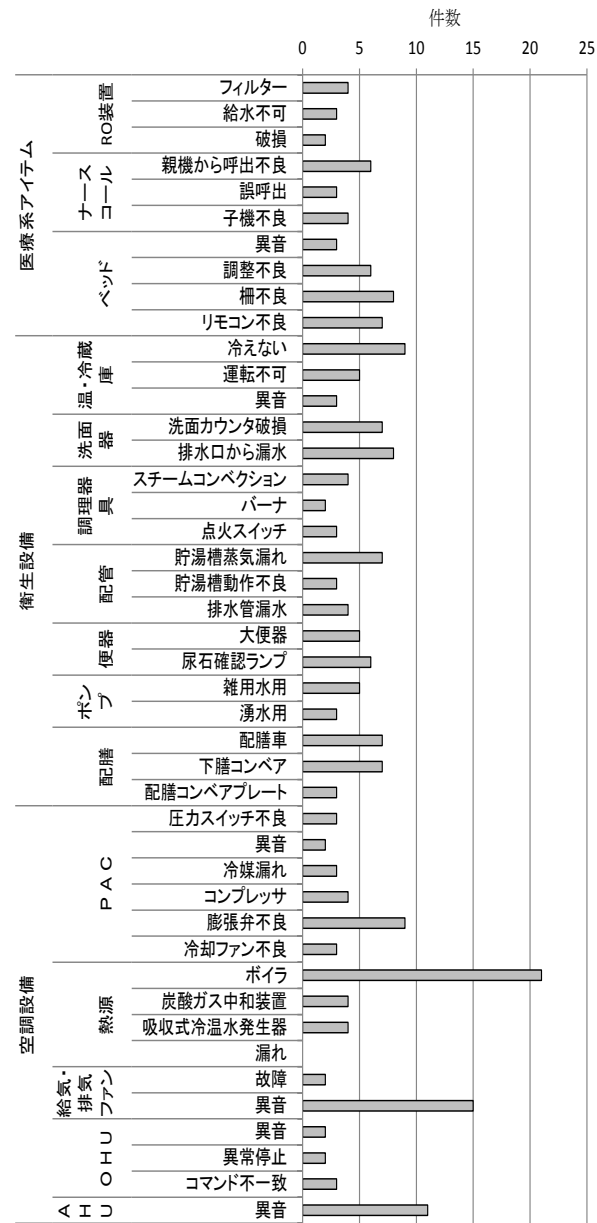 件数
0 5 10 15 20 25
医療系アイテム
RO装置
フィルター
給水不可
破損
ナース
コール
親機から呼出不良
誤呼出
子機不良
ベッド
異音
調整不良
柵不良
リモコン不良
衛生設備
温・冷蔵
庫
冷えない
運転不可
異音
洗面
器
洗面カウンタ破損
排水口から漏水
調理器
具
スチームコンベクション
バーナ
点火スイッチ
配管
貯湯槽蒸気漏れ
貯湯槽動作不良
排水管漏水
便器
大便器
尿石確認ランプ
ポン
プ
雑用水用
湧水用
配膳
配膳車
下膳コンベア
配膳コンベアプレート
空調設備
PAC
圧力スイッチ不良
異音
冷媒漏れ
コンプレッサ
膨張弁不良
冷却ファン不良
熱源
ボイラ
炭酸ガス中和装置
吸収式冷温水発生器
漏れ
給気・
排気
ファン
故障
異音
OHU
異音
異常停止
コマンド不一致
AHU
異音